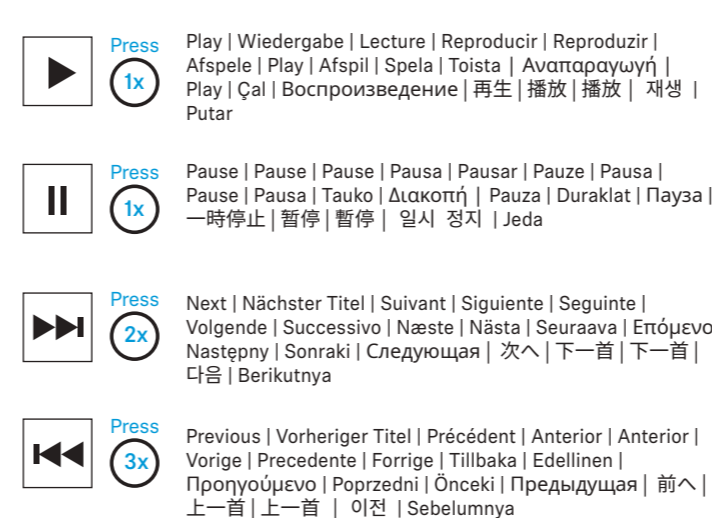 Press
1x
Play | Wiedergabe | Lecture | Reproducir | Reproduzir |
Afspele | Play | Afspil | Spela | Toista | Αναπαραγωγή |
Play | Çal | Воспроизведение | 再生 | 播放 | 播放 | 재생 |
Putar
Press
1x
Pause | Pause | Pause | Pausa | Pausar | Pauze | Pausa |
Pause | Pausa | Tauko | Διακοπή | Pauza | Duraklat | Пауза |
一時停止 | 暂停 | 暫停 | 일시 정지 | Jeda
Press
2x
Next | Nächster Titel | Suivant | Siguiente | Seguinte |
Volgende | Successivo | Næste | Nästa | Seuraava | Επόμενο
Następny | Sonraki | Следующая | 次へ | 下一首 | 下一首 |
다음 | Berikutnya
Press
3x
Previous | Vorheriger Titel | Précédent | Anterior | Anterior |
Vorige | Precedente | Forrige | Tillbaka | Edellinen |
Προηγούμενο | Poprzedni | Önceki | Предыдущая | 前へ |
上一首 | 上一首 | 이전 | Sebelumnya